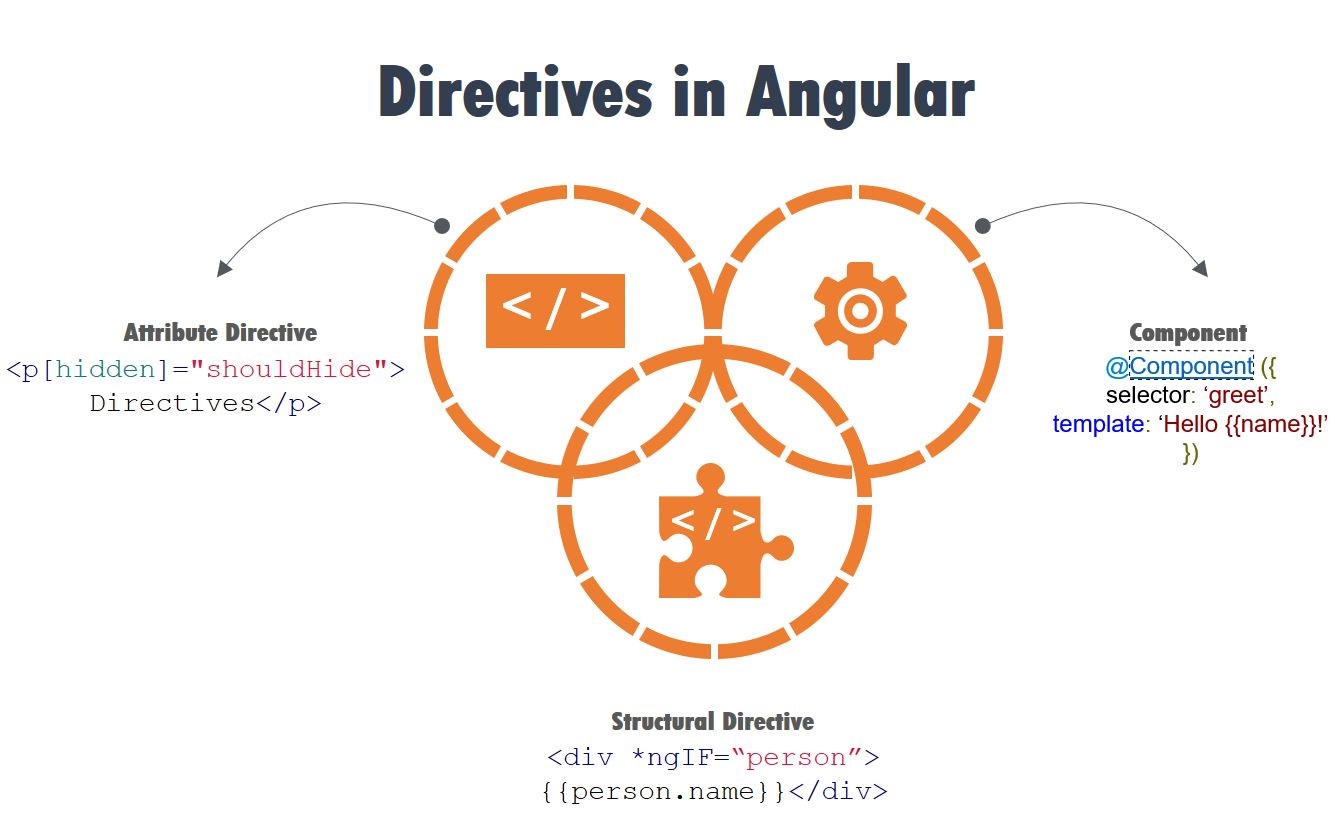 Directives in Angular
</>
Attribute Directive
<p[hidden]="shouldHide">
Directives</p>
Component
@Component ({
selector: ‘greet’,
template: ‘Hello {{name}}!’
})
</>
Structural Directive
<div *ngIF=“person”>
{{person.name}}</div>